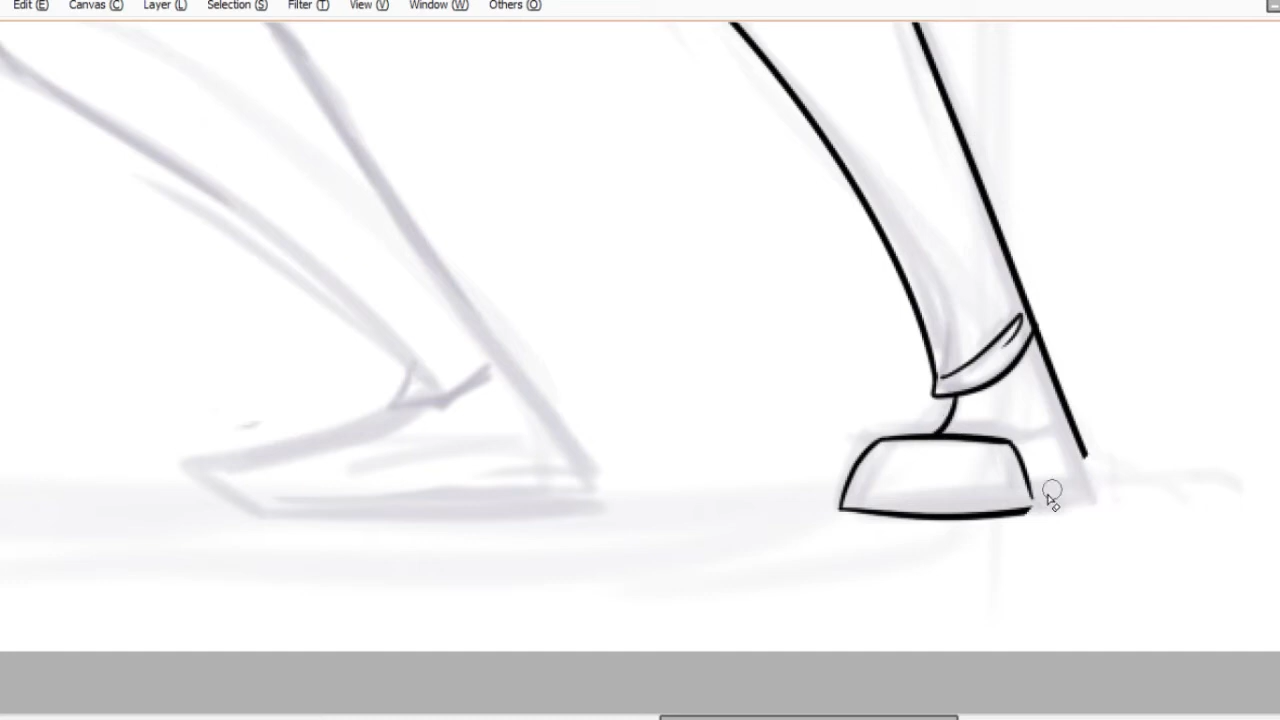 Edit (E) Canvas (C) Layer (L) Selection (S) Filter (T) View (V) Window (W) Others (O)